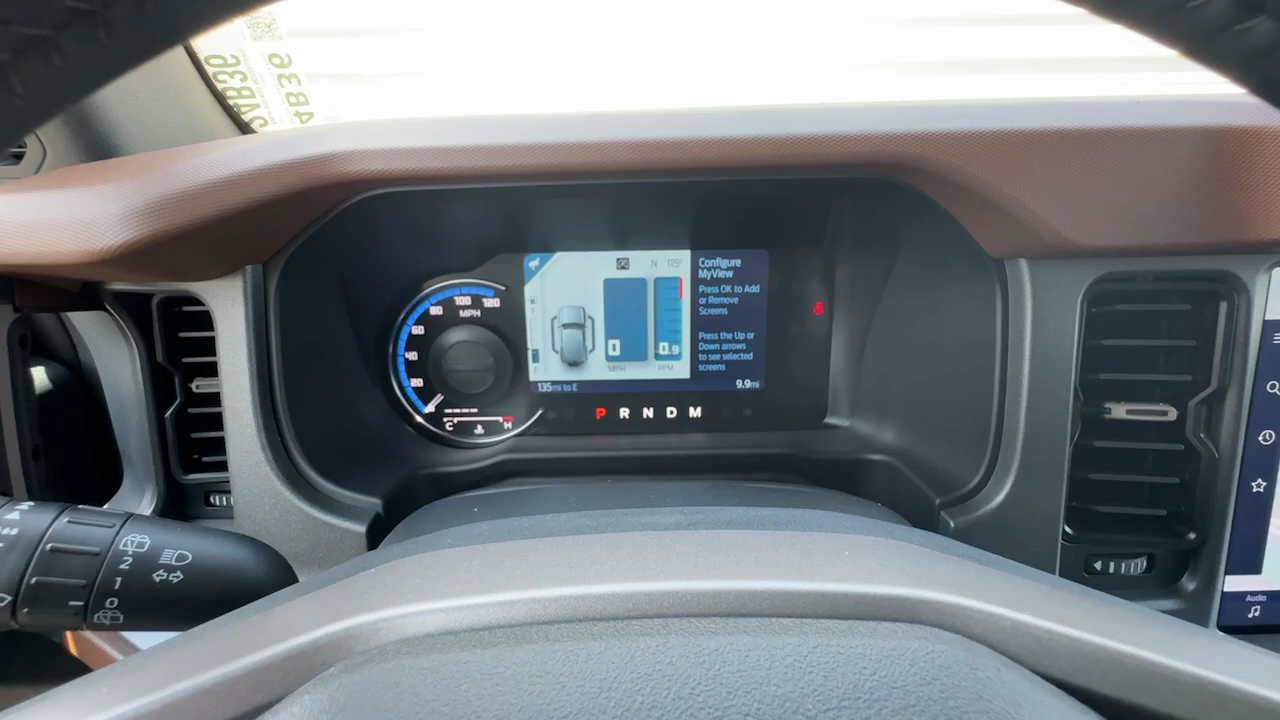 4B36
N 115°
Configure
MyView
Press OK to Add
or Remove
Screens
Press the Up or
Down arrows
to see selected
screens
0
0.9
MPH
RPM
135mi to E
9.9mi
20
40
60
80
100
120
MPH
C
H
P R N D M
2
1
0
Audio